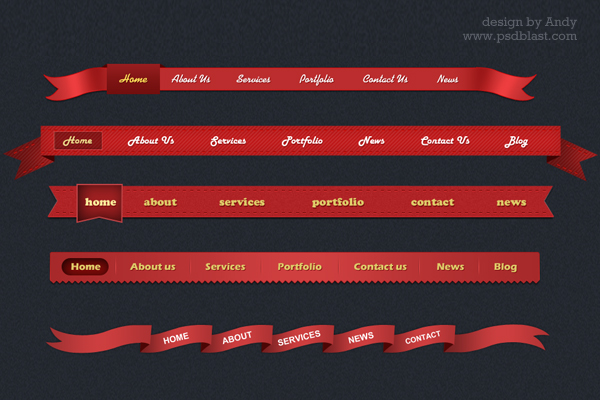 design by Andy
www.psdblast.com
Home About Us Services Portfolio Contact Us News
Home About Us Services Portfolio News Contact Us Blog
home about services portfolio contact news
Home About us Services Portfolio Contact us News Blog
HOME ABOUT SERVICES NEWS CONTACT